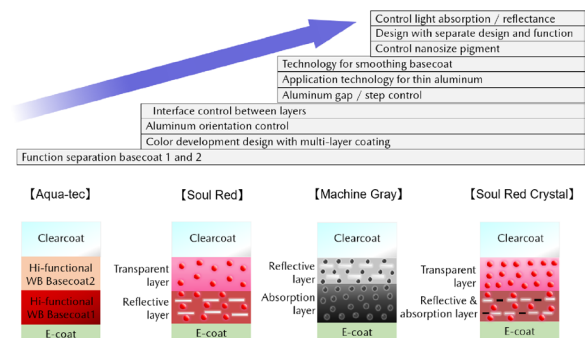 Control light absorption / reflectance
Design with separate design and function
Control nanosize pigment
Technology for smoothing basecoat
Application technology for thin aluminum
Aluminum gap / step control
Interface control between layers
Aluminum orientation control
Color development design with multi-layer coating
Function separation basecoat 1 and 2
【Aqua-tec】
【Soul Red】
【Machine Gray】
【Soul Red Crystal】
Clearcoat
Hi-functional
WB Basecoat2
Hi-functional
WB Basecoat1
E-coat
Clearcoat
Transparent
layer
Reflective
layer
E-coat
Clearcoat
Reflective
layer
Absorption
layer
E-coat
Clearcoat
Transparent
layer
Reflective &
absorption layer
E-coat